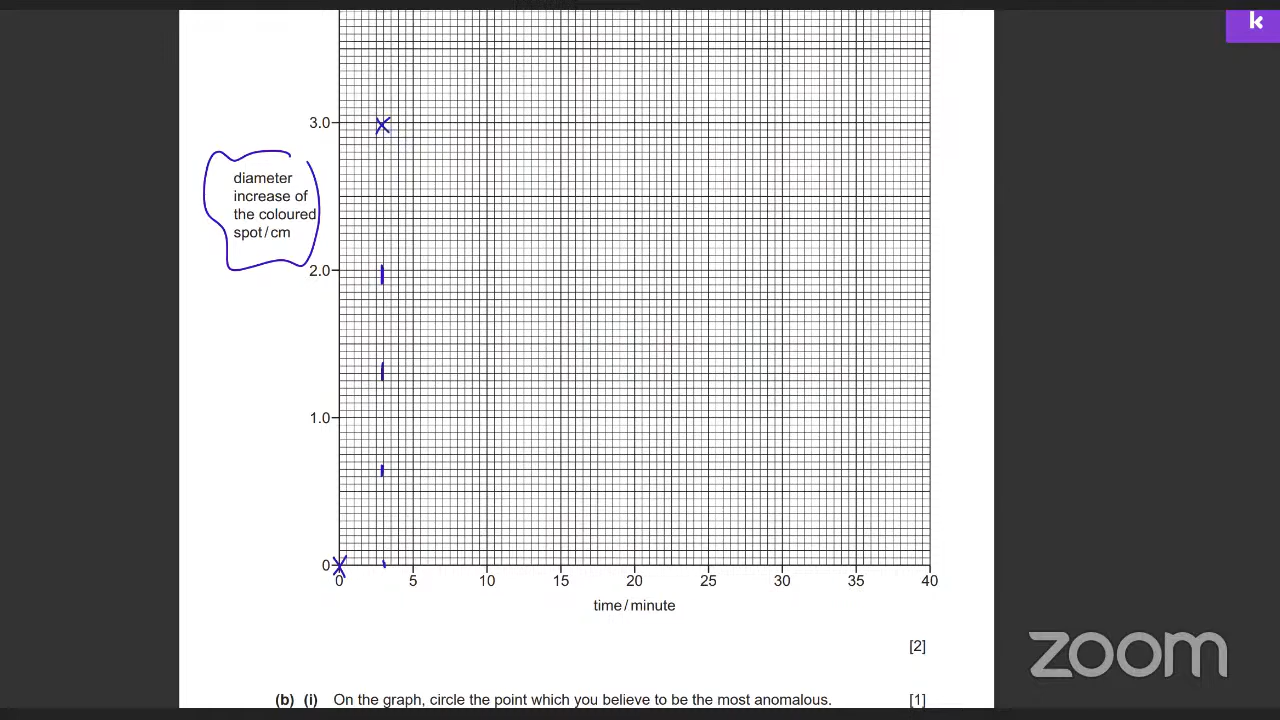 k
3.0
diameter
increase of
the coloured
spot/cm
2.0
1.0
0
0 5 10 15 20 25 30 35 40
time/minute
[2]
(b) (i) On the graph, circle the point which you believe to be the most anomalous. [1]
zoom